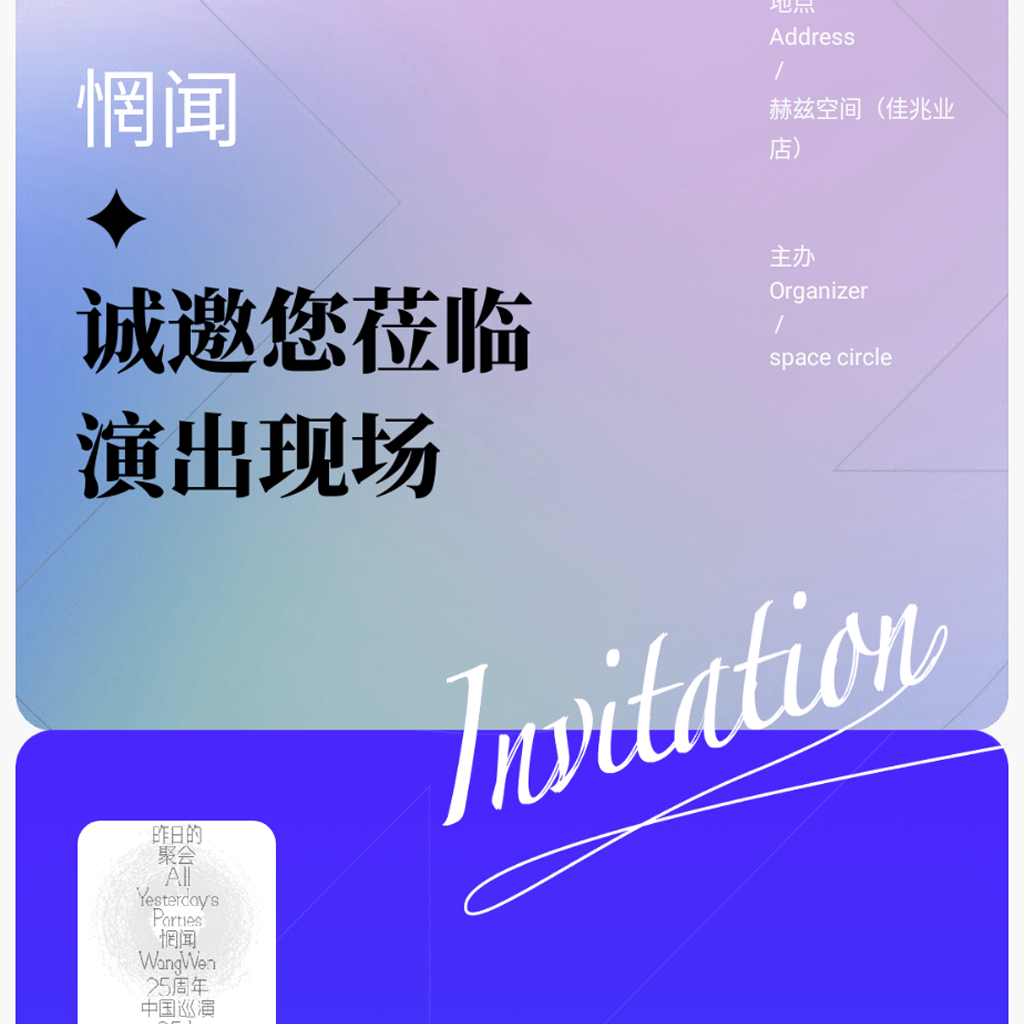 惘闻
诚邀您莅临
演出现场
地点
Address
/
赫兹空间（佳兆业
店）
主办
Organizer
/
space circle
Invitation
昨日的
聚会
All
Yesterday's
Parties
惘闻
WangWen
25周年
中国巡演